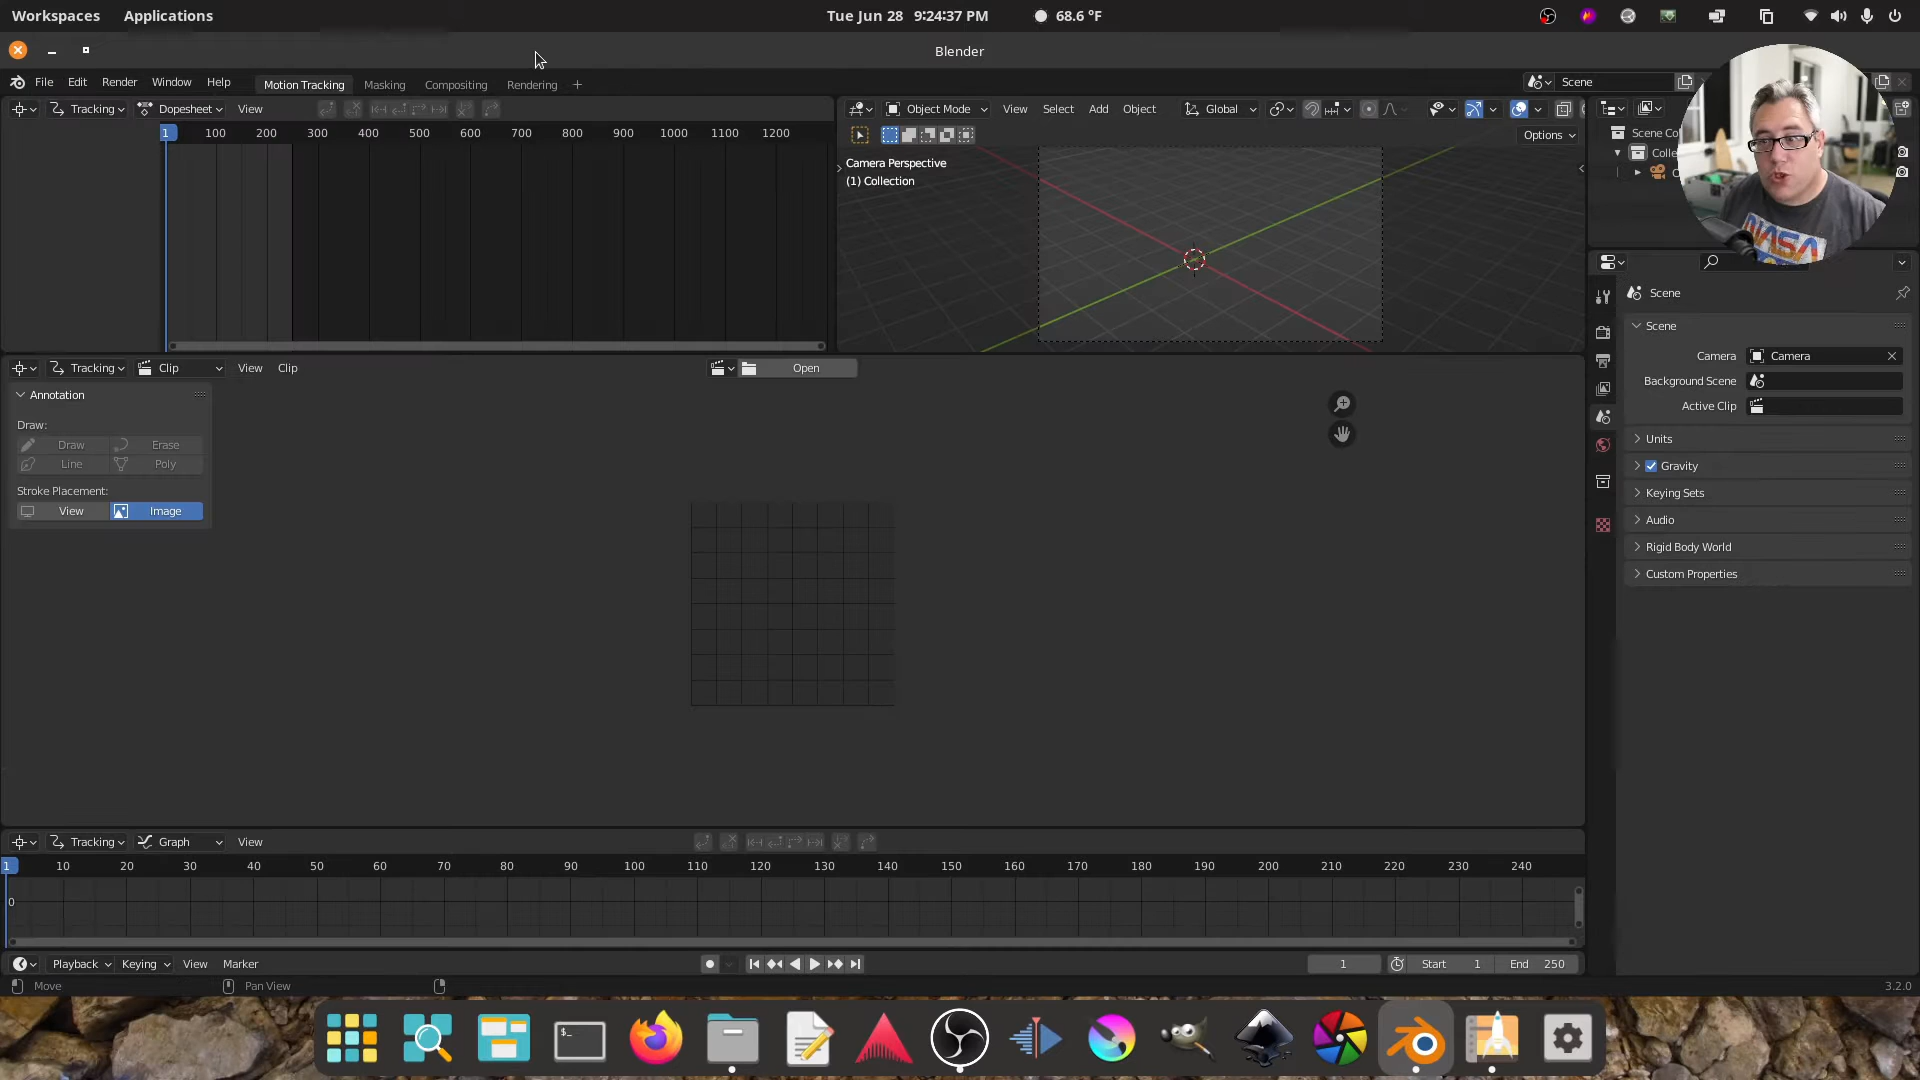 Workspaces Applications Tue Jun 28 9:24:37 PM 68.6 °F
Blender
File Edit Render Window Help Motion Tracking Masking Compositing Rendering + Scene
Tracking Dopesheet View Object Mode View Select Add Object Global
1 100 200 300 400 500 600 700 800 900 1000 1100 1200
Options
Camera Perspective
(1) Collection
Scene Co
Colle
NASA
Tracking Clip View Clip Open
Annotation
Draw:
Draw Erase
Line Poly
Stroke Placement:
View Image
Scene
Scene
Camera Camera
Background Scene
Active Clip
Units
Gravity
Keying Sets
Audio
Rigid Body World
Custom Properties
Tracking Graph View
1 10 20 30 40 50 60 70 80 90 100 110 120 130 140 150 160 170 180 190 200 210 220 230 240
0
Playback Keying View Marker 1 Start 1 End 250
Move Pan View 3.2.0
$_